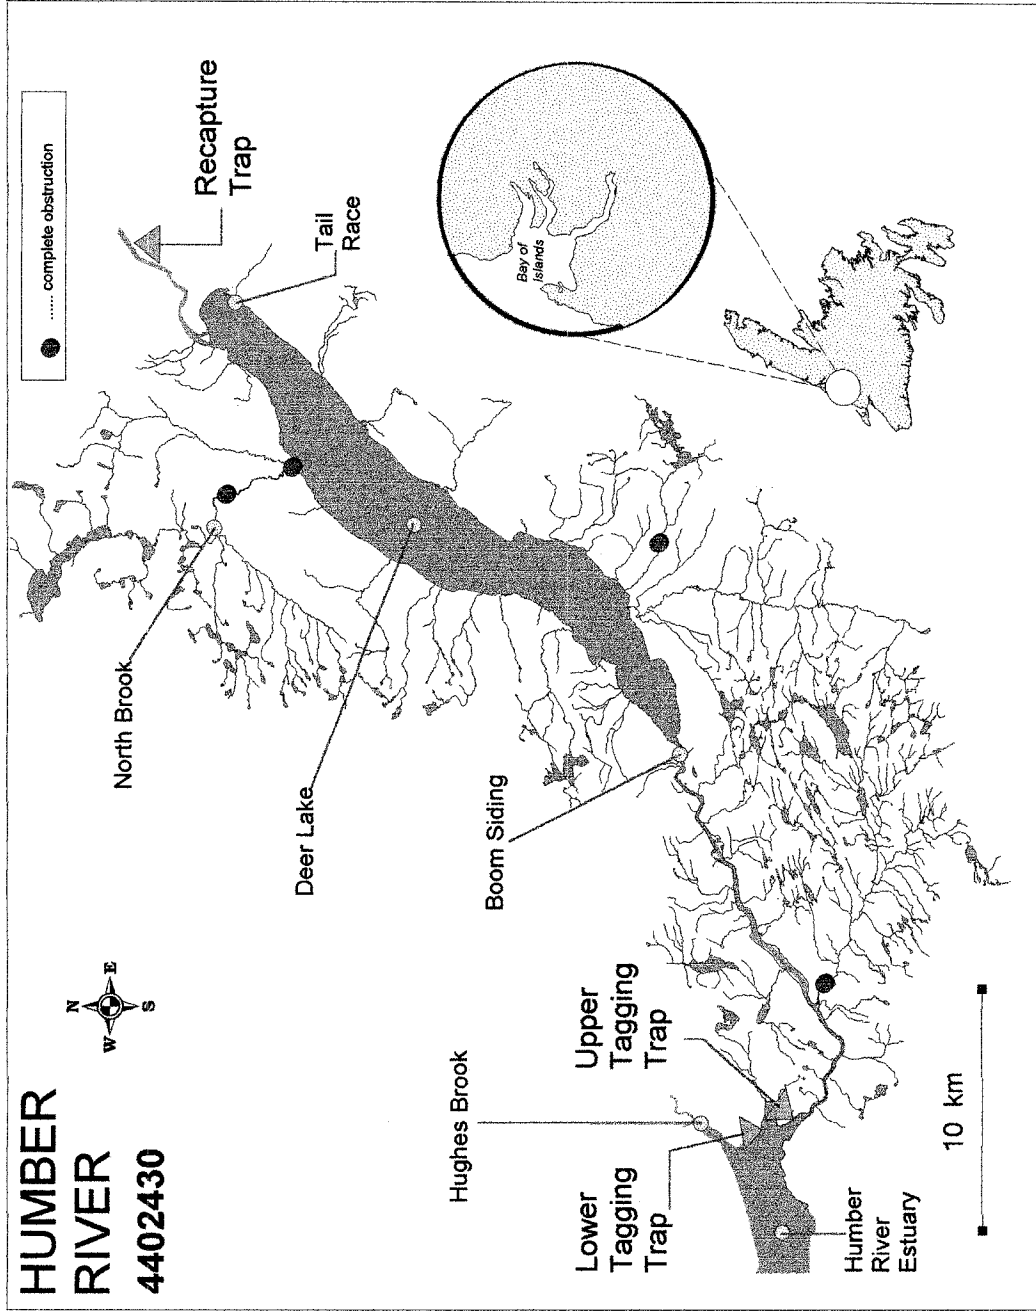 HUMBER
RIVER
4402430
N
W
E
S
...... complete obstruction
Recapture
Trap
Tail
Race
North Brook
Deer Lake
Boom Siding
Bay of
Islands
Hughes Brook
Upper
Tagging
Trap
Lower
Tagging
Trap
Humber
River
Estuary
10 km